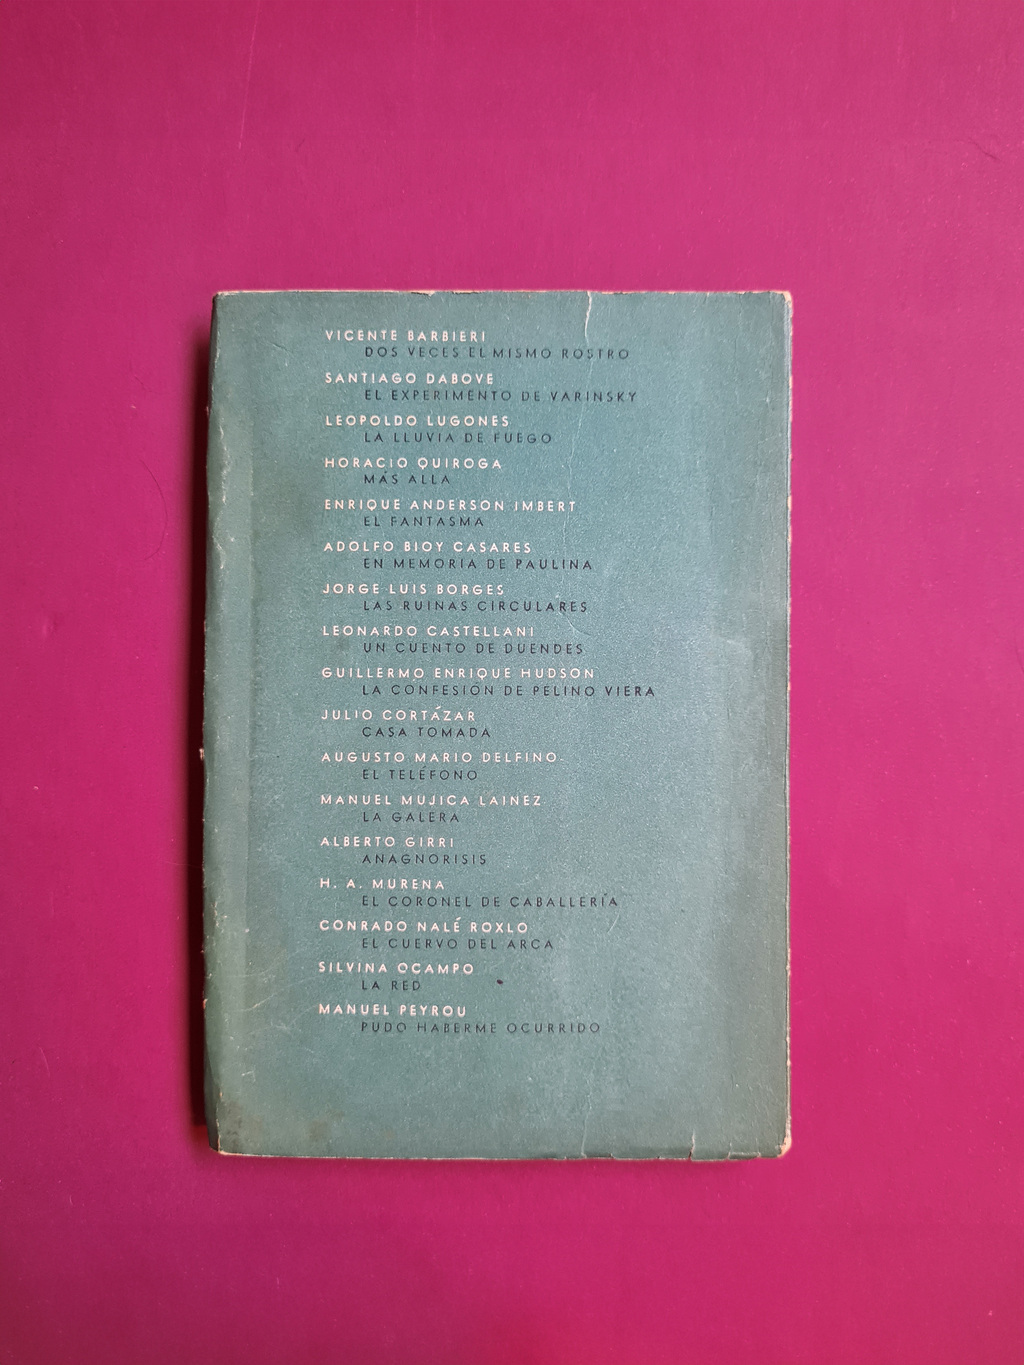 VICENTE BARBIERI
DOS VECES EL MISMO ROSTRO
SANTIAGO DABOVE
EL EXPERIMENTO DE VARINSKY
LEOPOLDO LUGONES
LA LLUVIA DE FUEGO
HORACIO QUIROGA
MÁS ALLA
ENRIQUE ANDERSON IMBERT
EL FANTASMA
ADOLFO BIOY CASARES
EN MEMORIA DE PAULINA
JORGE LUIS BORGES
LAS RUINAS CIRCULARES
LEONARDO CASTELLANI
UN CUENTO DE DUENDES
GUILLERMO ENRIQUE HUDSON
LA CONFESIÓN DE PELINO VIERA
JULIO CORTÁZAR
CASA TOMADA
AUGUSTO MARIO DELFINO
EL TELÉFONO
MANUEL MUJICA LAINEZ
LA GALERA
ALBERTO GIRRI
ANAGNORISIS
H. A. MURENA
EL CORONEL DE CABALLERÍA
CONRADO NALÉ ROXLO
EL CUERVO DEL ARCA
SILVINA OCAMPO
LA RED
MANUEL PEYROU
PUDO HABERME OCURRIDO